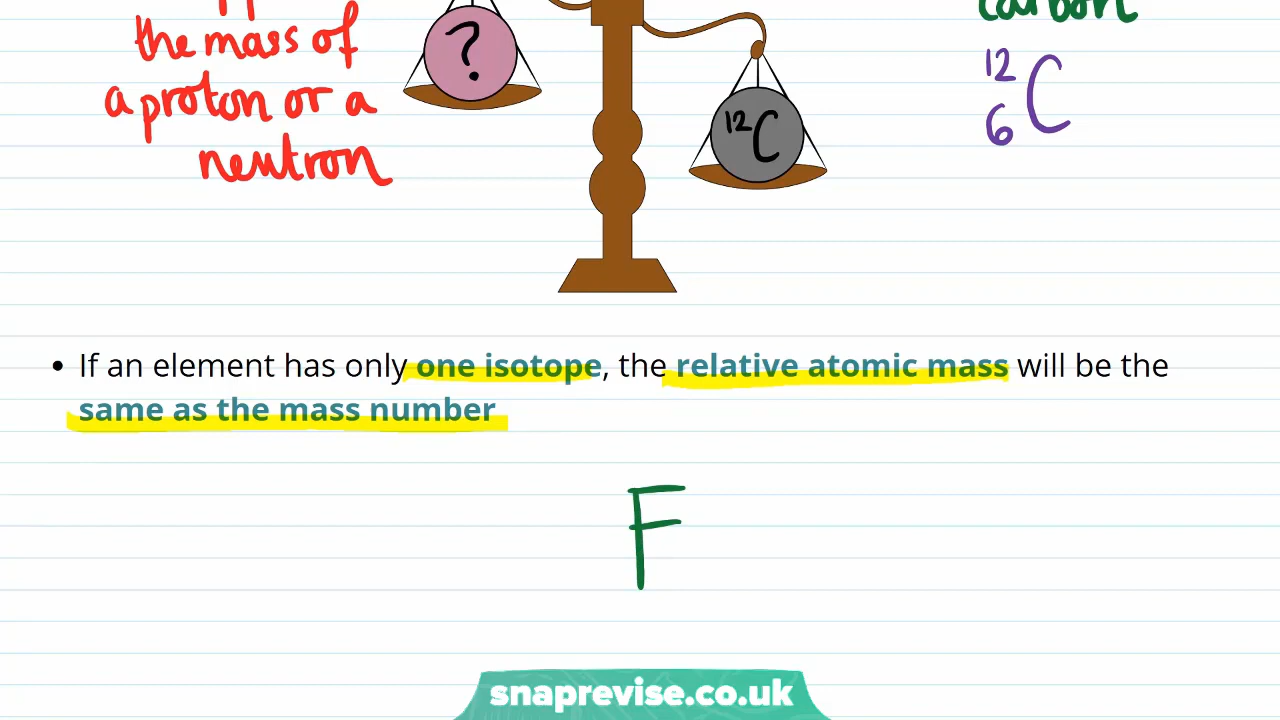 carbon
the mass of
a proton or a
neutron
?
12C
12
6 C
• If an element has only one isotope, the relative atomic mass will be the
same as the mass number
F
snaprevise.co.uk